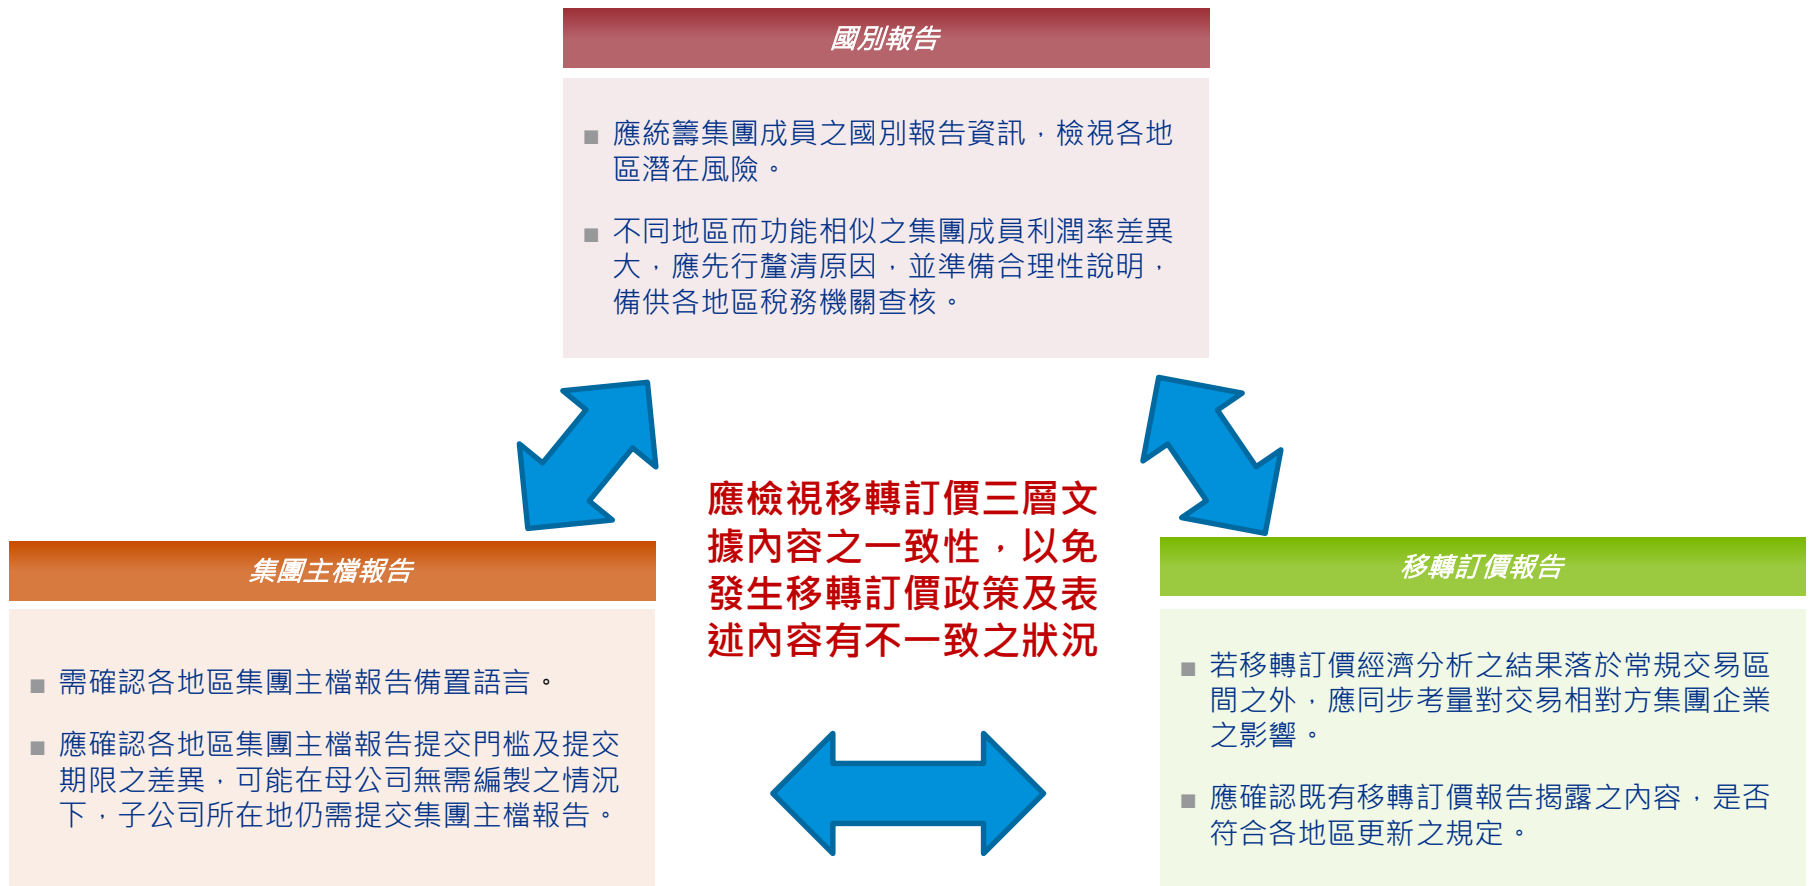 國別報告
■ 應統籌集團成員之國別報告資訊，檢視各地
區潛在風險。
■ 不同地區而功能相似之集團成員利潤率差異
大，應先行釐清原因，並準備合理性說明，
備供各地區稅務機關查核。
應檢視移轉訂價三層文
據內容之一致性，以免
發生移轉訂價政策及表
述內容有不一致之狀況
集團主檔報告
■ 需確認各地區集團主檔報告備置語言。
■ 應確認各地區集團主檔報告提交門檻及提交
期限之差異，可能在母公司無需編製之情況
下，子公司所在地仍需提交集團主檔報告。
移轉訂價報告
■ 若移轉訂價經濟分析之結果落於常規交易區
間之外，應同步考量對交易相對方集團企業
之影響。
■ 應確認既有移轉訂價報告揭露之內容，是否
符合各地區更新之規定。